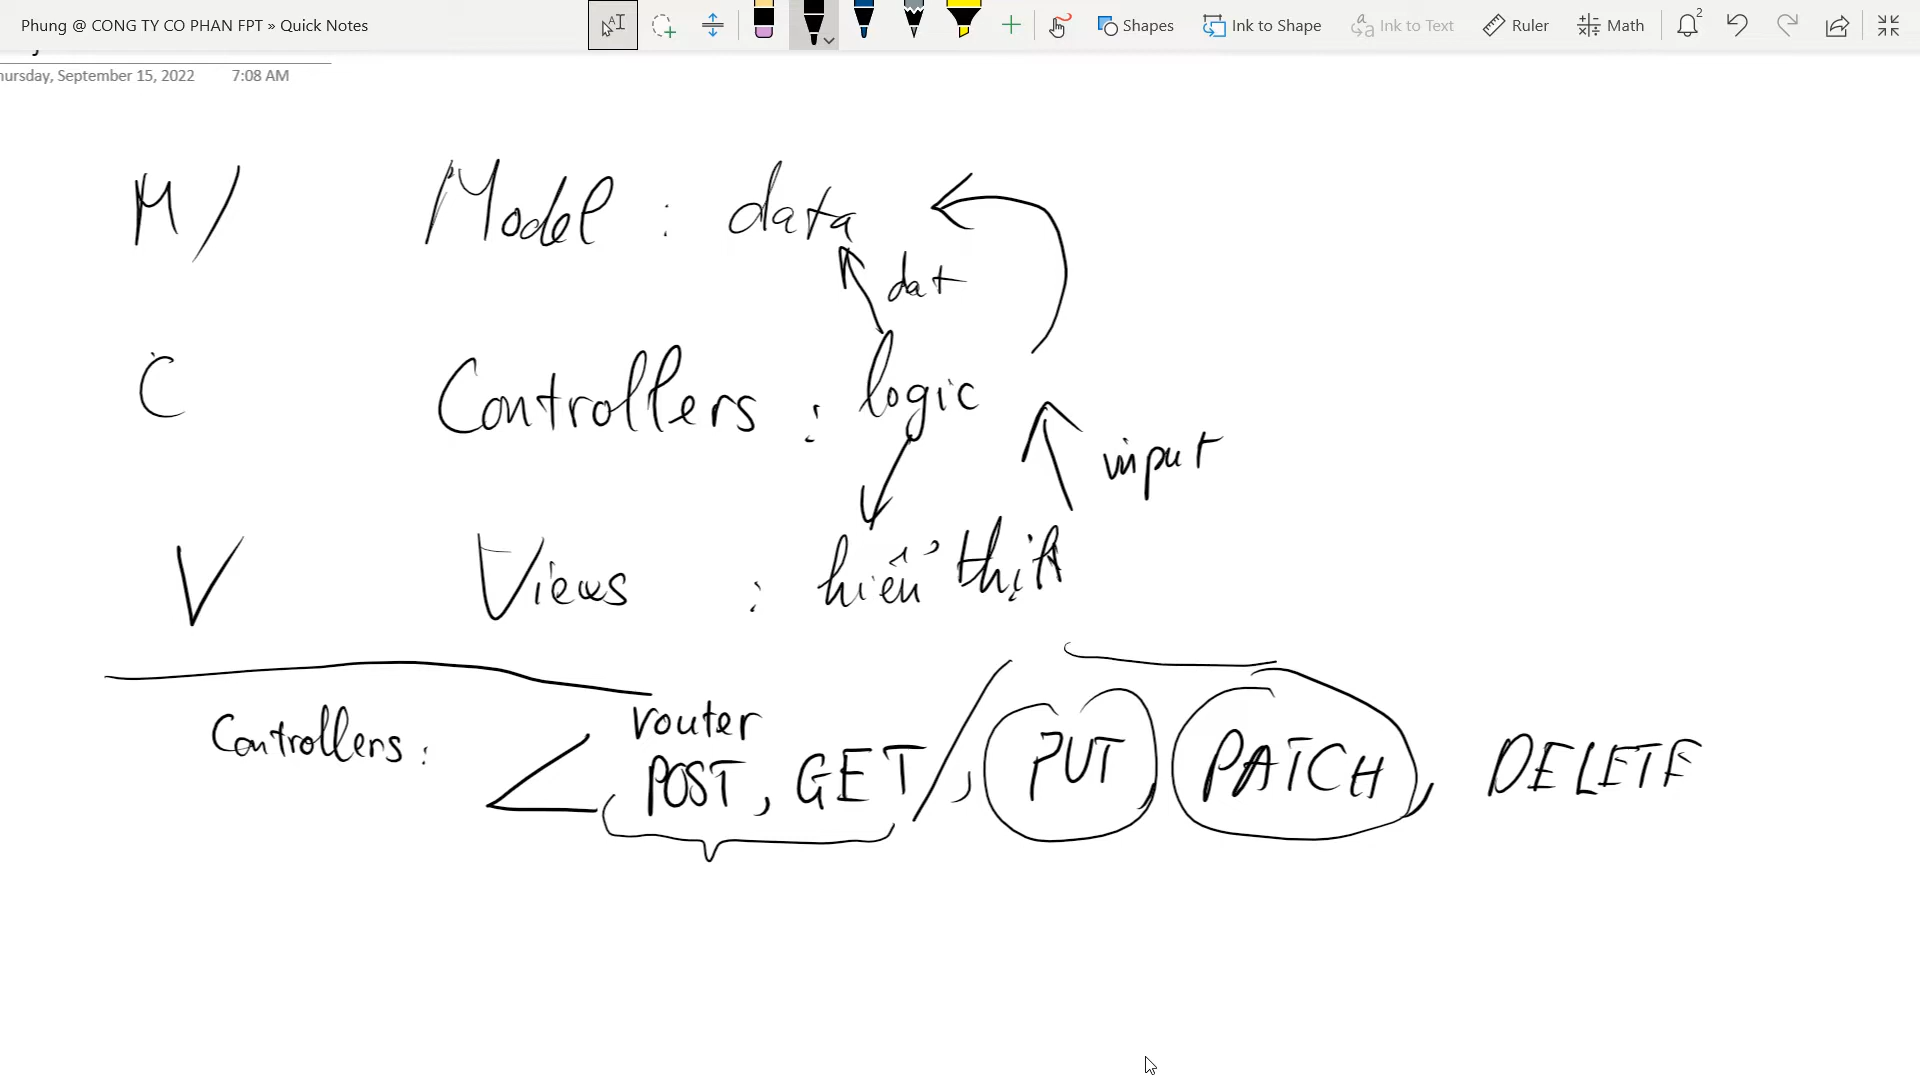 Phung @ CONG TY CO PHAN FPT » Quick Notes
Shapes
Ink to Shape
Ink to Text
Ruler
Math
2
hursday, September 15, 2022 7:08 AM
M / Model : data
dat
C Controllers : logic
input
V Views : hiển thị
router
Controllers :
POST, GET /, PUT PATCH, DELETE